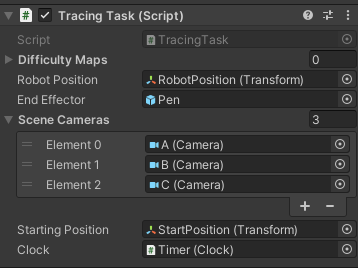 Tracing Task (Script)
Script TracingTask
Difficulty Maps 0
Robot Position RobotPosition (Transform)
End Effector Pen
Scene Cameras 3
Element 0 A (Camera)
Element 1 B (Camera)
Element 2 C (Camera)
+ −
Starting Position StartPosition (Transform)
Clock Timer (Clock)